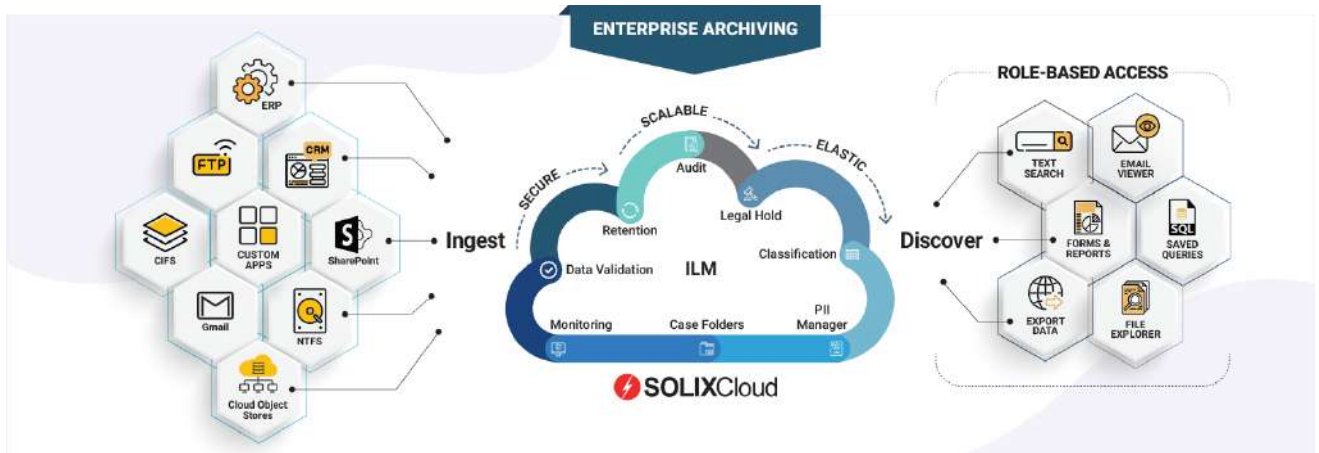 ENTERPRISE ARCHIVING
ERP
FTP
CRM
CIFS
CUSTOM
APPS
S
SharePoint
Gmail
NTFS
Cloud Object
Stores
Ingest
SECURE
SCALABLE
ELASTIC
Audit
Retention
Legal Hold
Data Validation
ILM
Classification
Monitoring
Case Folders
PII
Manager
SOLIXCloud
Discover
ROLE-BASED ACCESS
TEXT
SEARCH
EMAIL
VIEWER
FORMS &
REPORTS
SQL
SAVED
QUERIES
EXPORT
DATA
FILE
EXPLORER